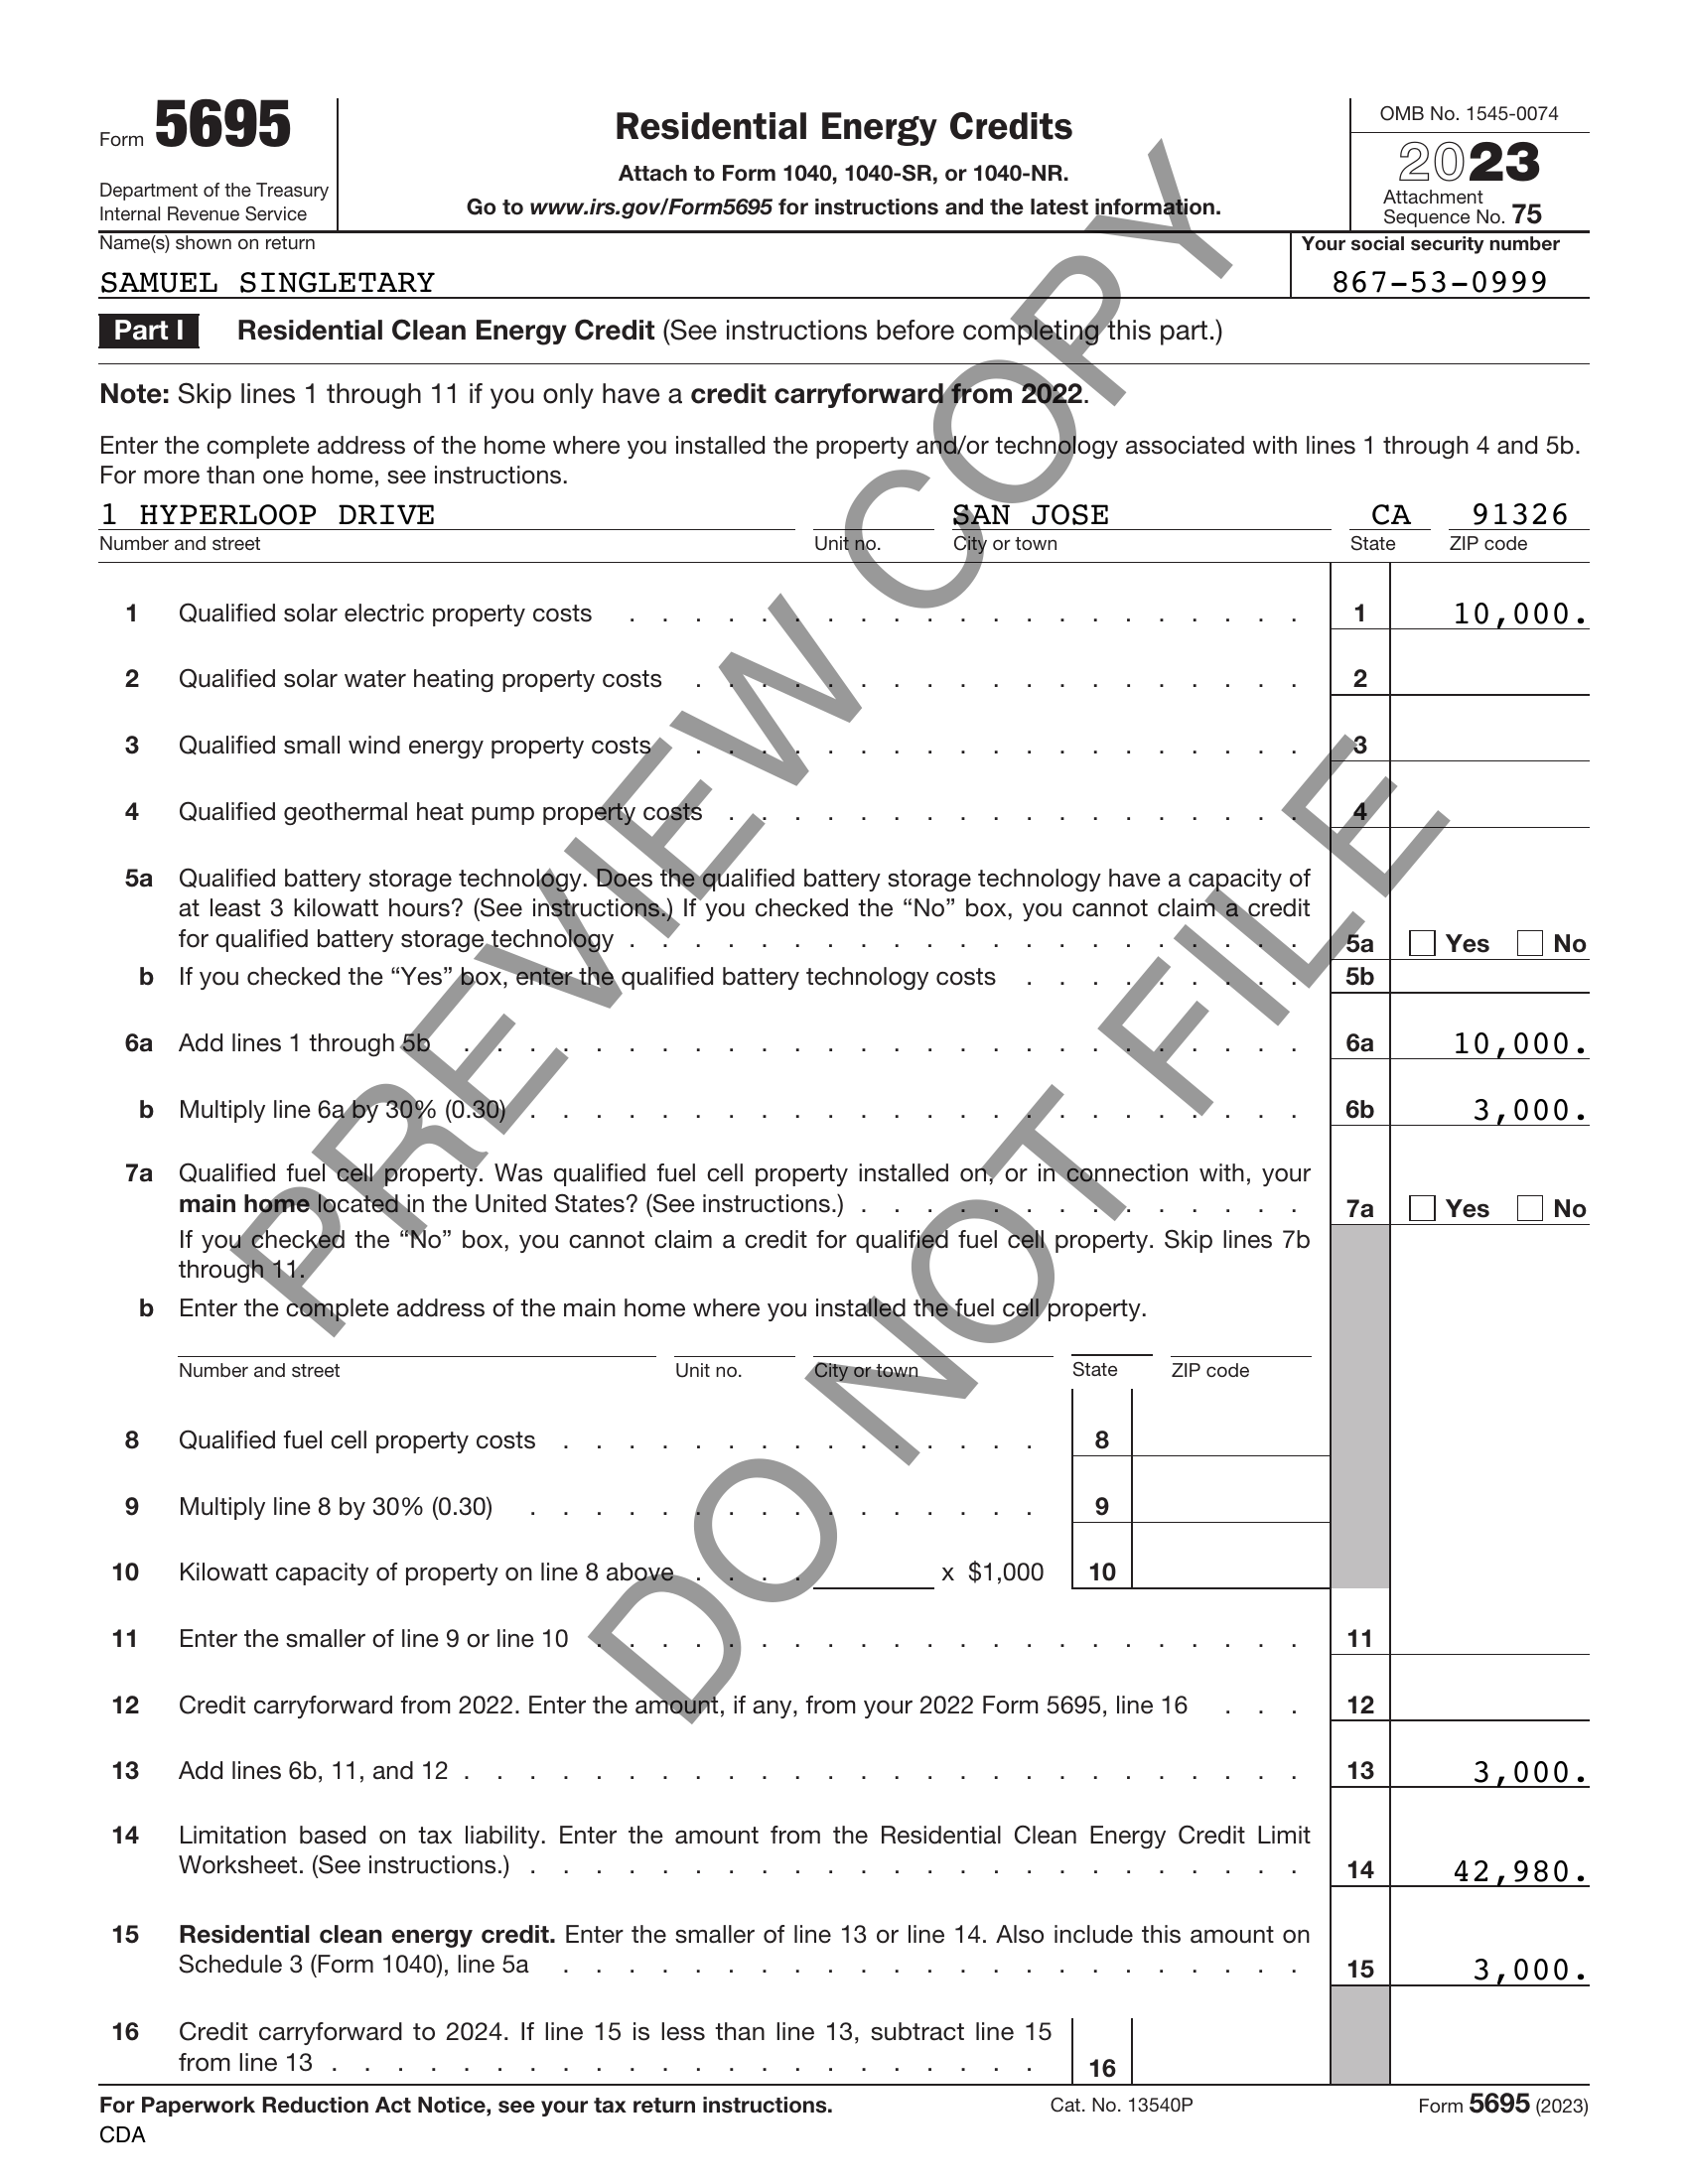 Form 5695
Department of the Treasury
Internal Revenue Service
Residential Energy Credits
Attach to Form 1040, 1040-SR, or 1040-NR.
Go to www.irs.gov/Form5695 for instructions and the latest information.
OMB No. 1545-0074
2023
Attachment
Sequence No. 75
Name(s) shown on return
SAMUEL SINGLETARY
Your social security number
867-53-0999
Part I Residential Clean Energy Credit (See instructions before completing this part.)
Note: Skip lines 1 through 11 if you only have a credit carryforward from 2022.
Enter the complete address of the home where you installed the property and/or technology associated with lines 1 through 4 and 5b.
For more than one home, see instructions.
1 HYPERLOOP DRIVE SAN JOSE CA 91326
Number and street Unit no. City or town State ZIP code
1 Qualified solar electric property costs . . . . . . . . . . . . . . . . . . . . . 1 10,000.
2 Qualified solar water heating property costs . . . . . . . . . . . . . . . . . . . 2
3 Qualified small wind energy property costs . . . . . . . . . . . . . . . . . . . 3
4 Qualified geothermal heat pump property costs . . . . . . . . . . . . . . . . . . 4
5a Qualified battery storage technology. Does the qualified battery storage technology have a capacity of
at least 3 kilowatt hours? (See instructions.) If you checked the “No” box, you cannot claim a credit
for qualified battery storage technology . . . . . . . . . . . . . . . . . . . . . 5a Yes No
b If you checked the “Yes” box, enter the qualified battery technology costs . . . . . . . . . 5b
6a Add lines 1 through 5b . . . . . . . . . . . . . . . . . . . . . . . . . . 6a 10,000.
b Multiply line 6a by 30% (0.30) . . . . . . . . . . . . . . . . . . . . . . . . 6b 3,000.
7a Qualified fuel cell property. Was qualified fuel cell property installed on, or in connection with, your
main home located in the United States? (See instructions.) . . . . . . . . . . . . . . 7a Yes No
If you checked the “No” box, you cannot claim a credit for qualified fuel cell property. Skip lines 7b
through 11.
b Enter the complete address of the main home where you installed the fuel cell property.
Number and street Unit no. City or town State ZIP code
8 Qualified fuel cell property costs . . . . . . . . . . . . . . . 8
9 Multiply line 8 by 30% (0.30) . . . . . . . . . . . . . . . . 9
10 Kilowatt capacity of property on line 8 above . . . . x $1,000 10
11 Enter the smaller of line 9 or line 10 . . . . . . . . . . . . . . . . . . . . . . 11
12 Credit carryforward from 2022. Enter the amount, if any, from your 2022 Form 5695, line 16 . . . 12
13 Add lines 6b, 11, and 12 . . . . . . . . . . . . . . . . . . . . . . . . . . 13 3,000.
14 Limitation based on tax liability. Enter the amount from the Residential Clean Energy Credit Limit
Worksheet. (See instructions.) . . . . . . . . . . . . . . . . . . . . . . . . 14 42,980.
15 Residential clean energy credit. Enter the smaller of line 13 or line 14. Also include this amount on
Schedule 3 (Form 1040), line 5a . . . . . . . . . . . . . . . . . . . . . . . 15 3,000.
16 Credit carryforward to 2024. If line 15 is less than line 13, subtract line 15
from line 13 . . . . . . . . . . . . . . . . . . . . . . 16
For Paperwork Reduction Act Notice, see your tax return instructions. Cat. No. 13540P Form 5695 (2023)
CDA
PREVIEW COPY
DO NOT FILE